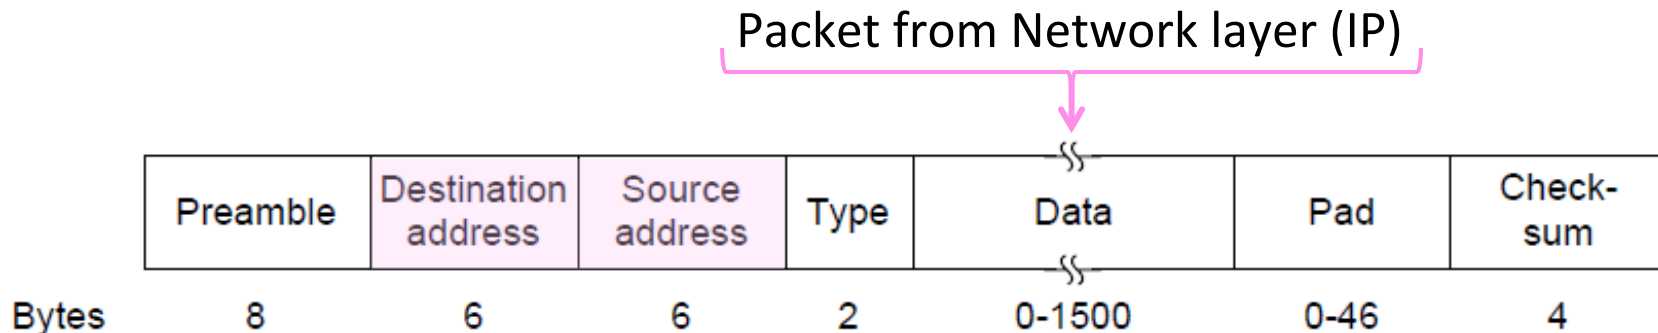 Packet from Network layer (IP)
Preamble
Destination
address
Source
address
Type
Data
Pad
Check-
sum
Bytes 8 6 6 2 0-1500 0-46 4